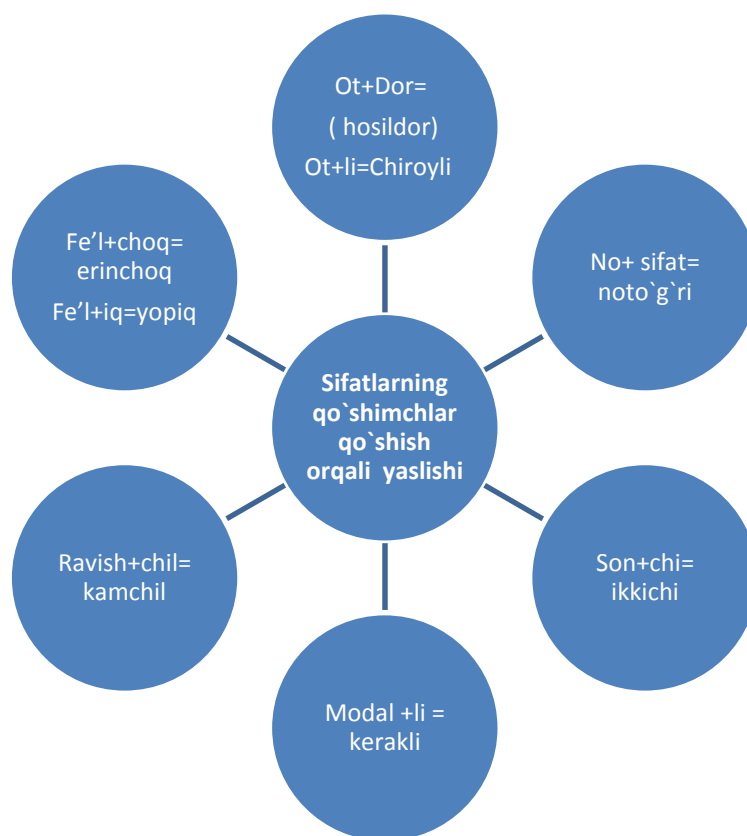 Ot+Dor=
( hosildor)
Ot+li=Chiroyli
Fe’l+choq=
erinchoq
Fe’l+iq=yopiq
No+ sifat=
noto`g`ri
Sifatlarning
qo`shimchlar
qo`shish
orqali yaslishi
Ravish+chil=
kamchil
Son+chi=
ikkichi
Modal +li =
kerakli